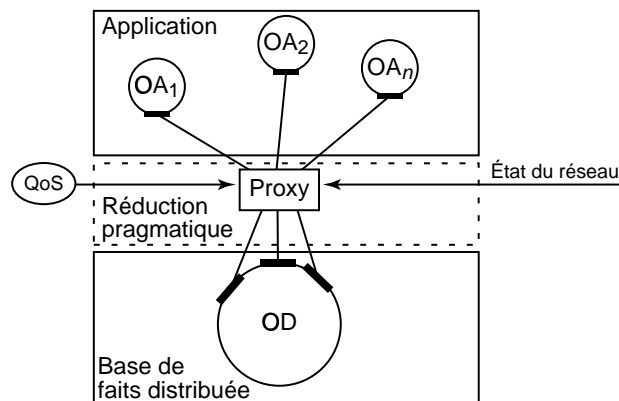 Application
OA1
OA2
OAn
QoS
Proxy
État du réseau
Réduction
pragmatique
OD
Base de
faits distribuée